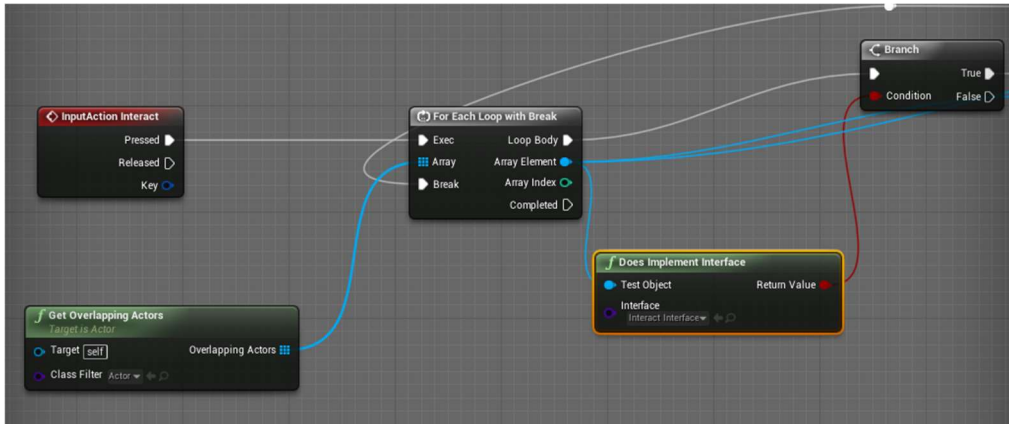 Branch
True
Condition
False
InputAction Interact
Pressed
Released
Key
For Each Loop with Break
Exec
Loop Body
Array
Array Element
Break
Array Index
Completed
f Does Implement Interface
Test Object
Return Value
Interface
Interact Interface
f Get Overlapping Actors
Target is Actor
Target self
Overlapping Actors
Class Filter Actor